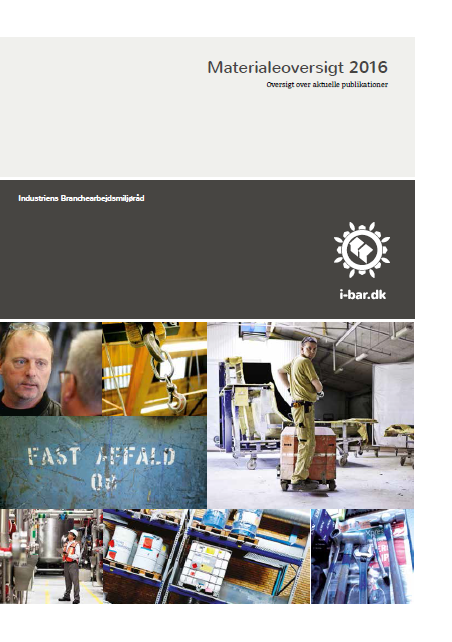 Materialeoversigt 2016
Oversigt over aktuelle publikationer
Industriens Branchearbejdsmiljøråd
i-bar.dk
FAST AFFALD